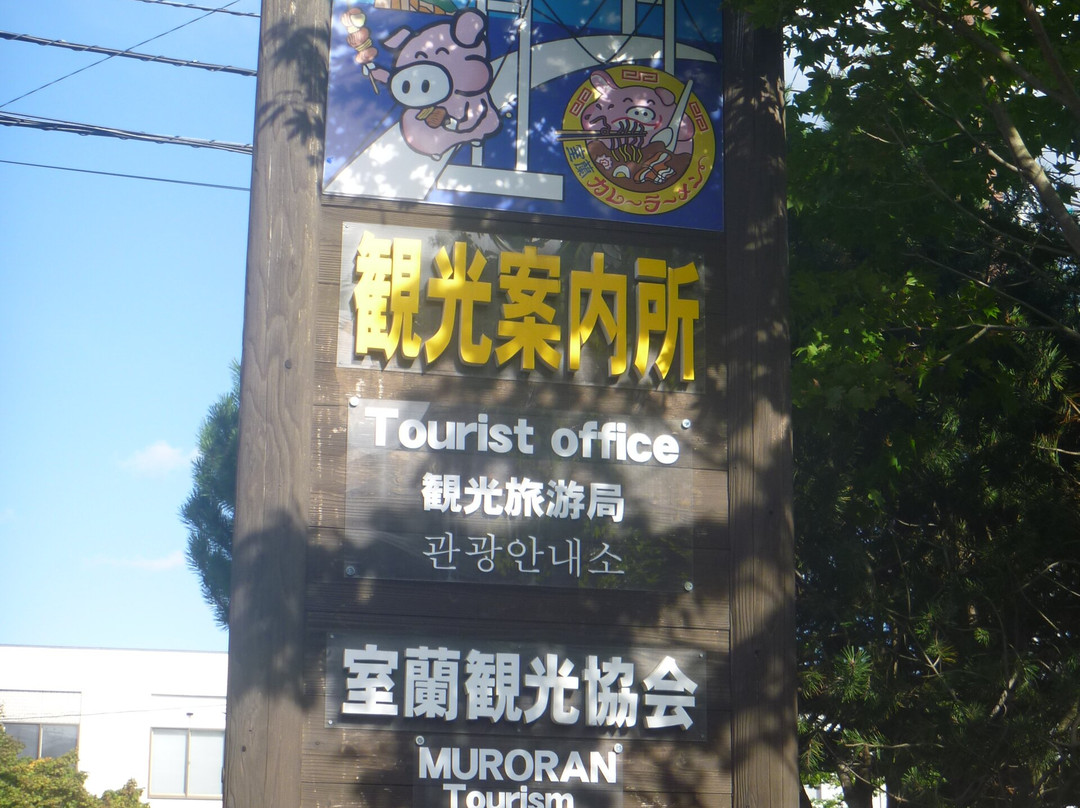 室蘭
カレーラーメン
観光案内所
Tourist office
観光旅游局
관광안내소
室蘭観光協会
MURORAN
Tourism